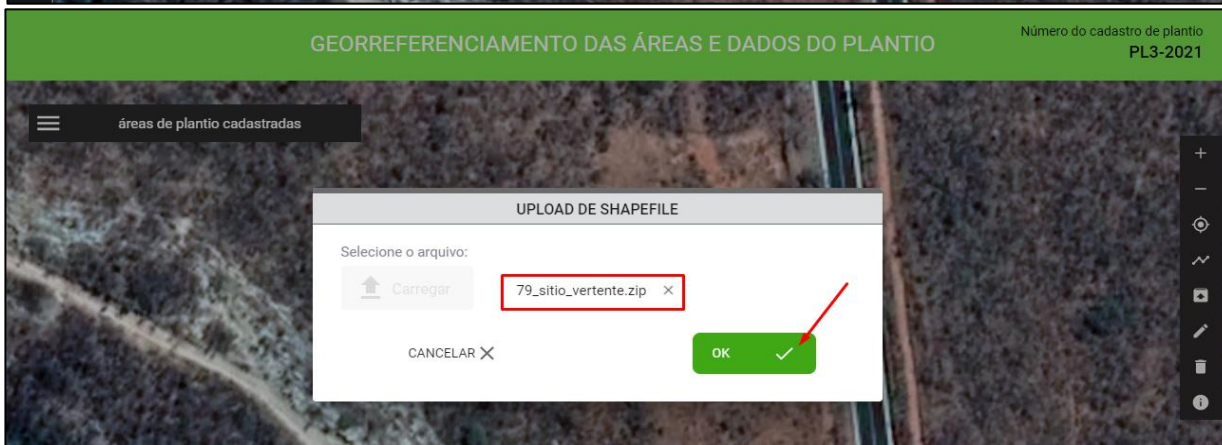 GEORREFERENCIAMENTO DAS ÁREAS E DADOS DO PLANTIO
Número do cadastro de plantio
PL3-2021
áreas de plantio cadastradas
UPLOAD DE SHAPEFILE
Selecione o arquivo:
Carregar
79_sitio_vertente.zip
CANCELAR
OK